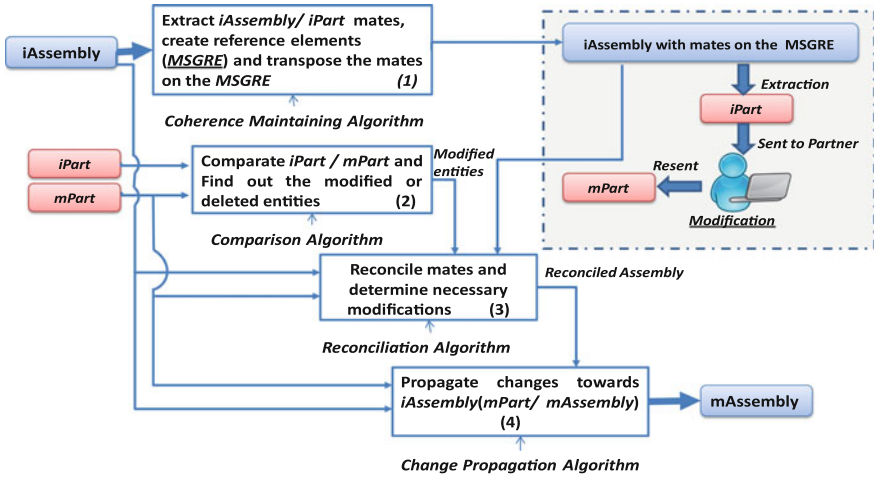 iAssembly
Extract iAssembly/ iPart mates,
create reference elements
(MSGRE) and transpose the mates
on the MSGRE (1)
Coherence Maintaining Algorithm
iAssembly with mates on the MSGRE
Extraction
iPart
Sent to Partner
Resent
mPart
Modification
iPart
mPart
Comparate iPart / mPart and
Find out the modified or
deleted entities (2)
Modified
entities
Comparison Algorithm
Reconcile mates and
determine necessary
modifications (3)
Reconciled Assembly
Reconciliation Algorithm
Propagate changes towards
iAssembly(mPart/ mAssembly)
(4)
mAssembly
Change Propagation Algorithm